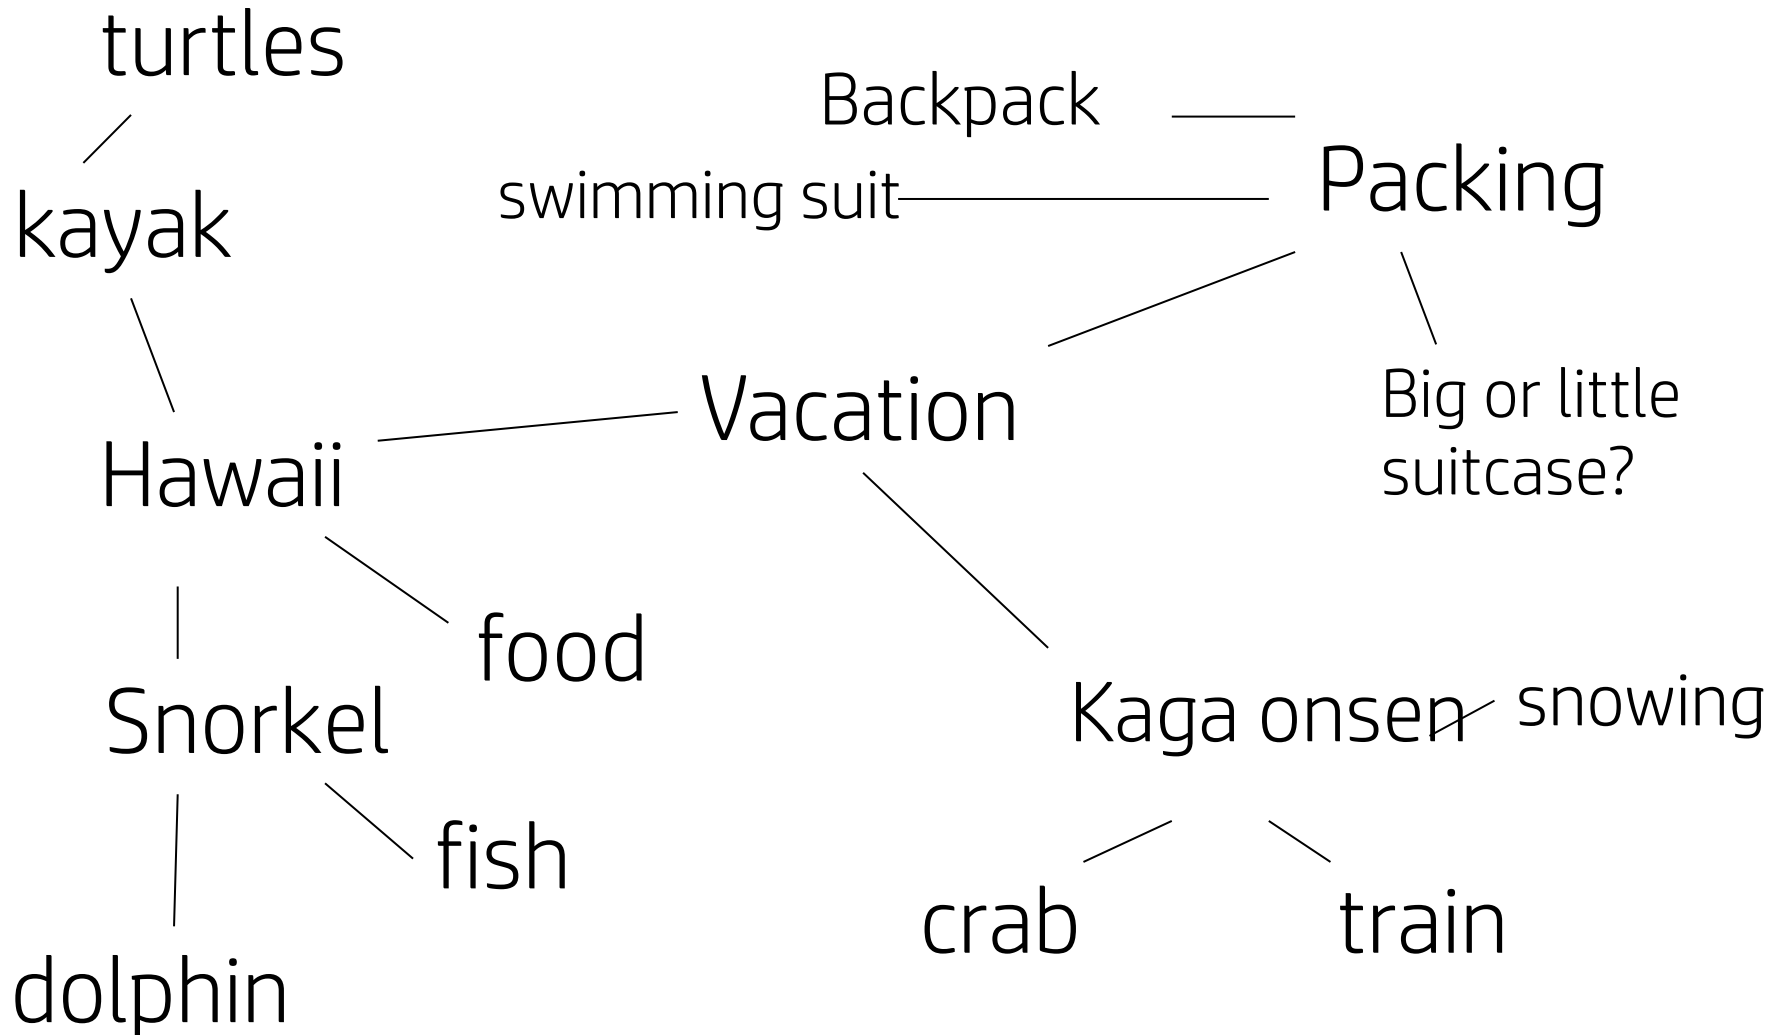 turtles
Backpack
Packing
swimming suit
kayak
Vacation
Big or little
suitcase?
Hawaii
food
Snorkel
Kaga onsen
snowing
fish
crab
train
dolphin